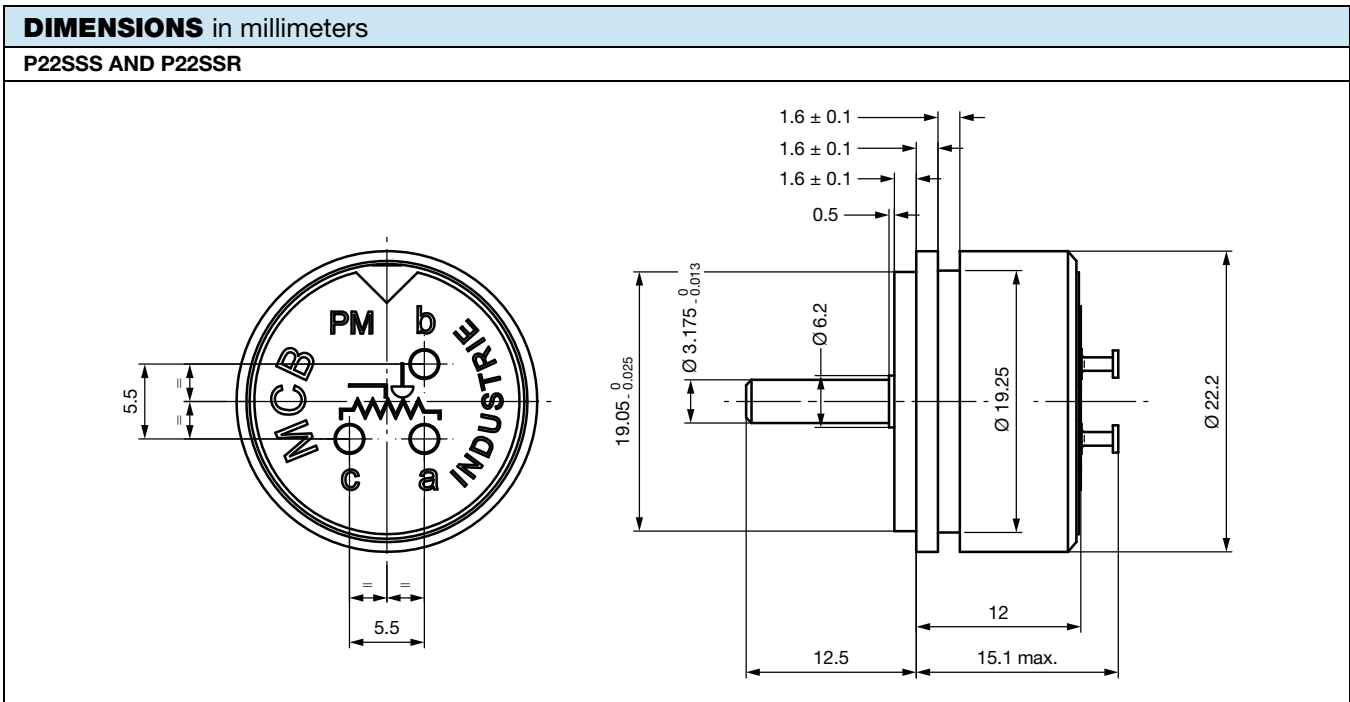 DIMENSIONS in millimeters
P22SSS AND P22SSR
1.6 ± 0.1
1.6 ± 0.1
1.6 ± 0.1
0.5
PM b
MCB
INDUSTRIE
c a
5.5
=
=
=
=
5.5
19.05 0 - 0.025
Ø 3.175 0 - 0.013
Ø 6.2
Ø 19.25
Ø 22.2
12
12.5
15.1 max.